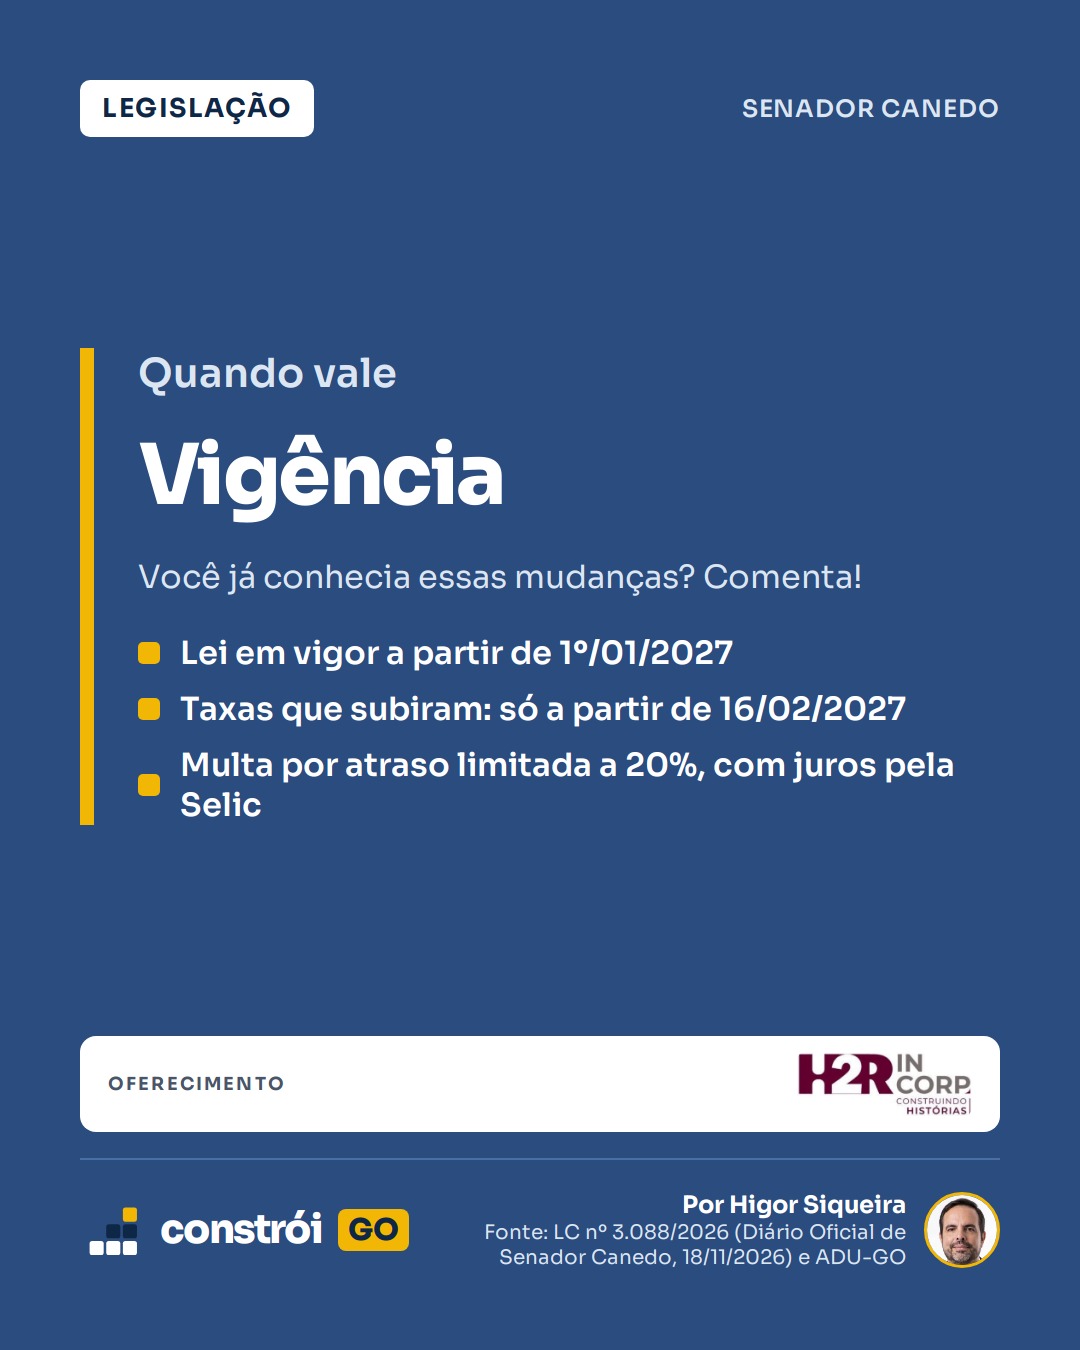 LEGISLAÇÃO
SENADOR CANEDO
Quando vale
Vigência
Você já conhecia essas mudanças? Comenta!
Lei em vigor a partir de 1º/01/2027
Taxas que subiram: só a partir de 16/02/2027
Multa por atraso limitada a 20%, com juros pela
Selic
OFERECIMENTO
H2R IN
CORP.
CONSTRUINDO
HISTÓRIAS
constrói GO
Por Higor Siqueira
Fonte: LC nº 3.088/2026 (Diário Oficial de
Senador Canedo, 18/11/2026) e ADU-GO